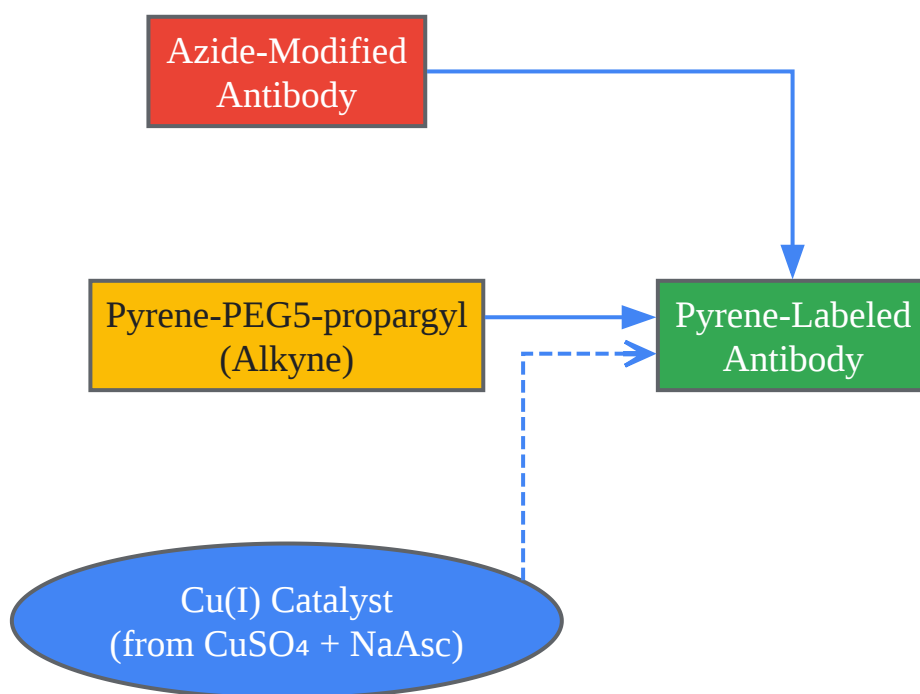 Azide-Modified
Antibody
Pyrene-PEG5-propargyl
(Alkyne)
Pyrene-Labeled
Antibody
Cu(I) Catalyst
(from CuSO₄ + NaAsc)